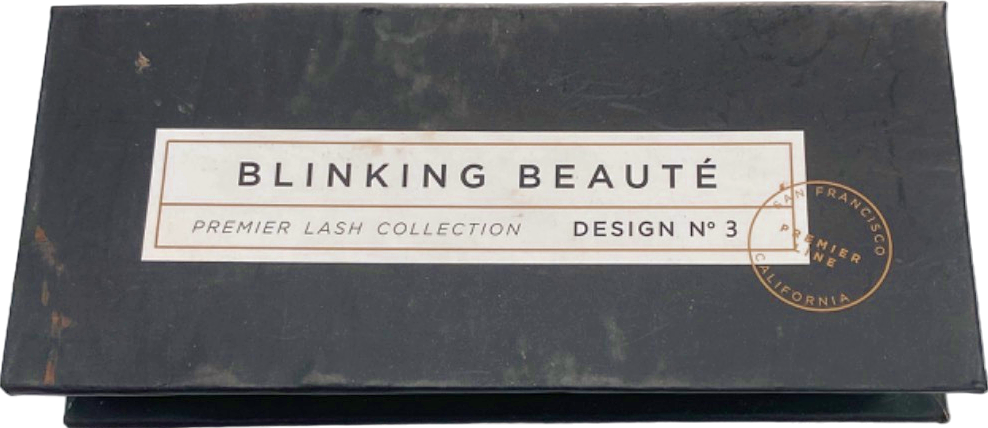 BLINKING BEAUTÉ
PREMIER LASH COLLECTION DESIGN Nº 3
SAN FRANCISCO
PREMIER
LINE
CALIFORNIA